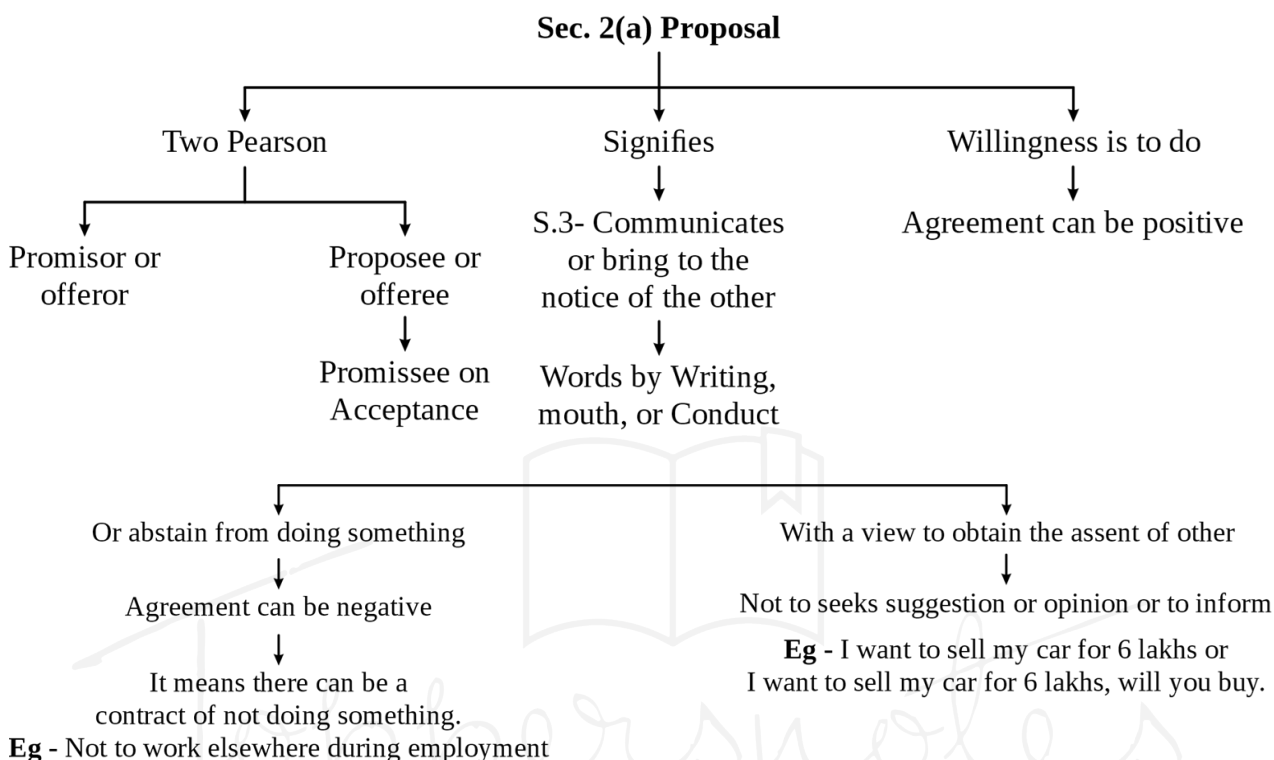 Sec. 2(a) Proposal
Two Pearson
Signifies
Willingness is to do
Promisor or
offeror
Proposee or
offeree
Promissee on
Acceptance
S.3- Communicates
or bring to the
notice of the other
Words by Writing,
mouth, or Conduct
Agreement can be positive
Or abstain from doing something
Agreement can be negative
It means there can be a
contract of not doing something.
Eg - Not to work elsewhere during employment
With a view to obtain the assent of other
Not to seeks suggestion or opinion or to inform
Eg - I want to sell my car for 6 lakhs or
I want to sell my car for 6 lakhs, will you buy.
Toppersnotes